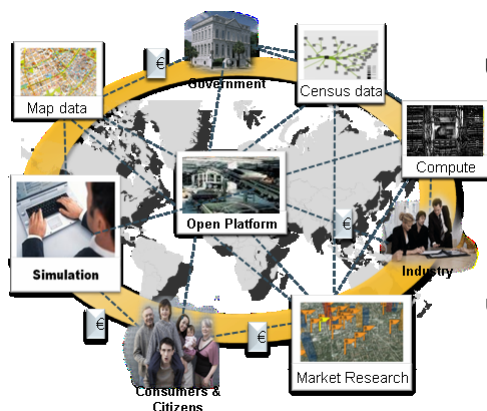 €
Government
Map data
Census data
Compute
Open Platform
€
Simulation
Industry
€
€
Market Research
Consumers &
Citizens